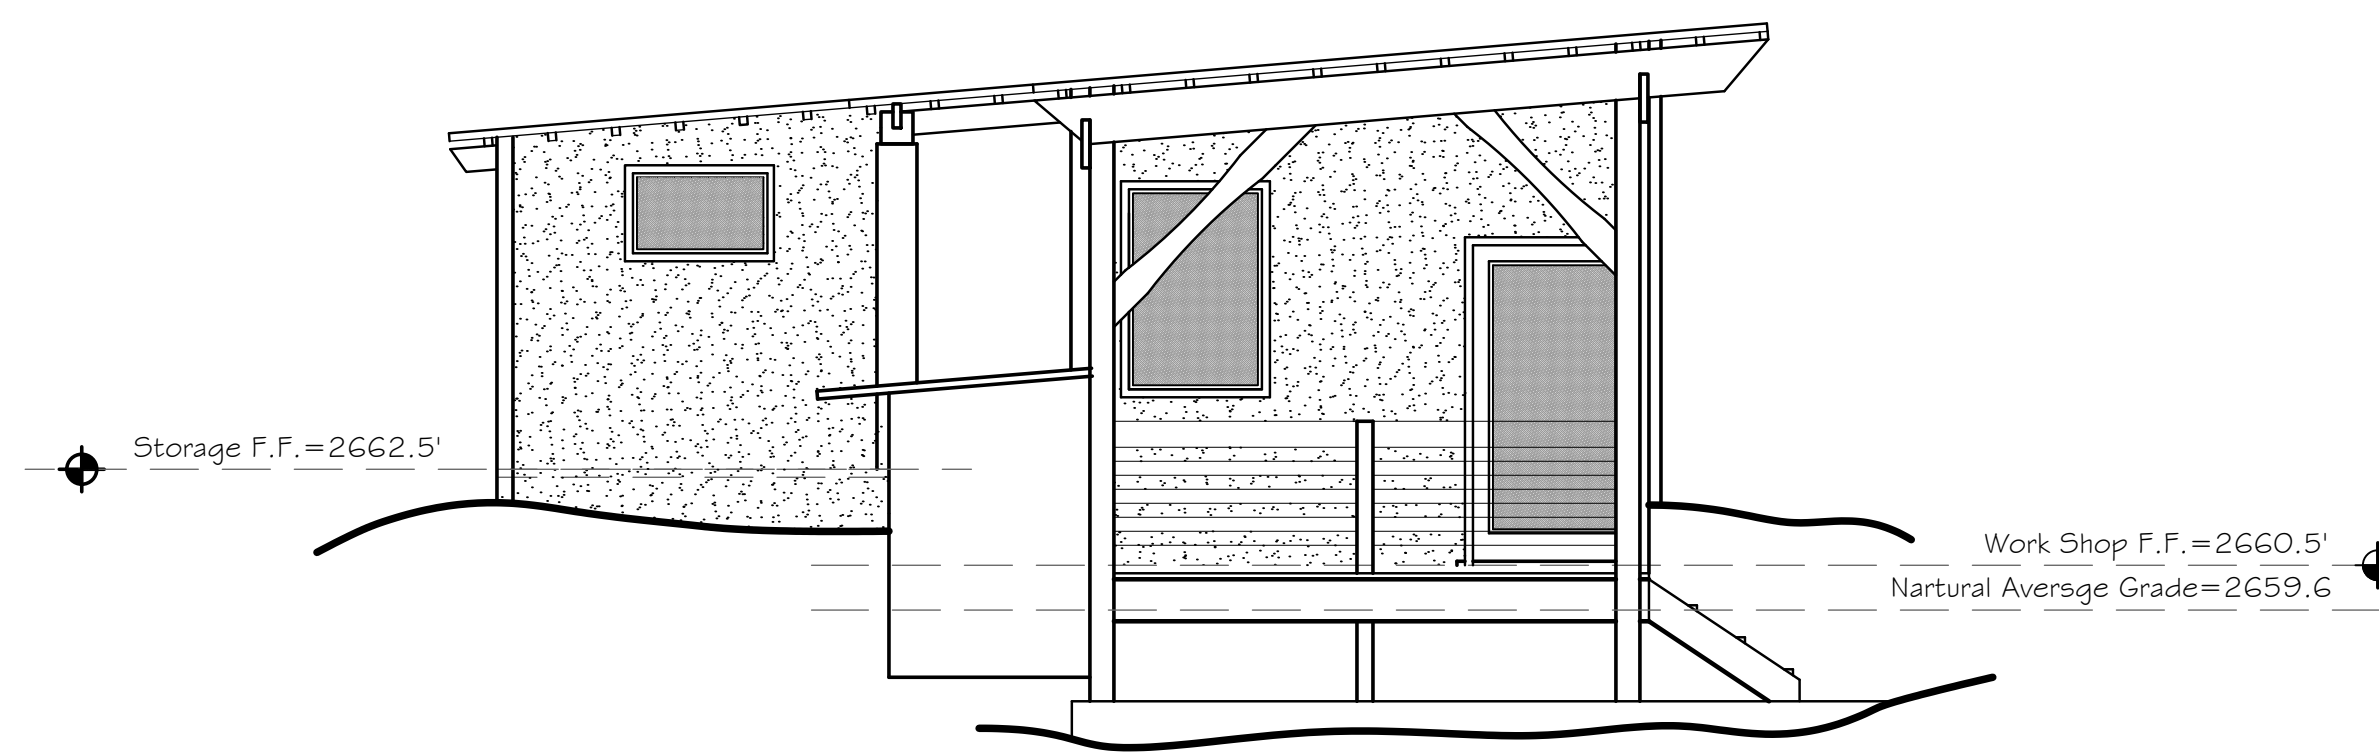 Storage F.F.=2662.5'
Work Shop F.F.=2660.5'
Nartural Aversge Grade=2659.6